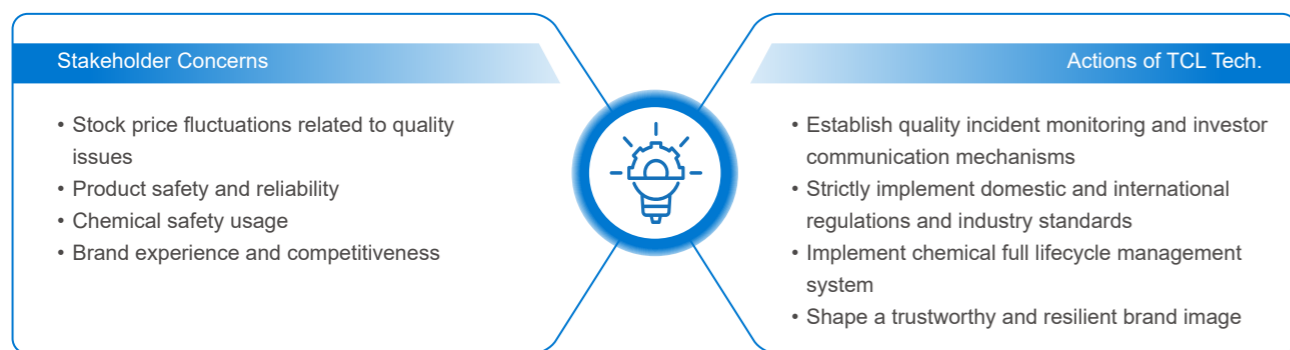 Stakeholder Concerns
• Stock price fluctuations related to quality
issues
• Product safety and reliability
• Chemical safety usage
• Brand experience and competitiveness
Actions of TCL Tech.
• Establish quality incident monitoring and investor
communication mechanisms
• Strictly implement domestic and international
regulations and industry standards
• Implement chemical full lifecycle management
system
• Shape a trustworthy and resilient brand image